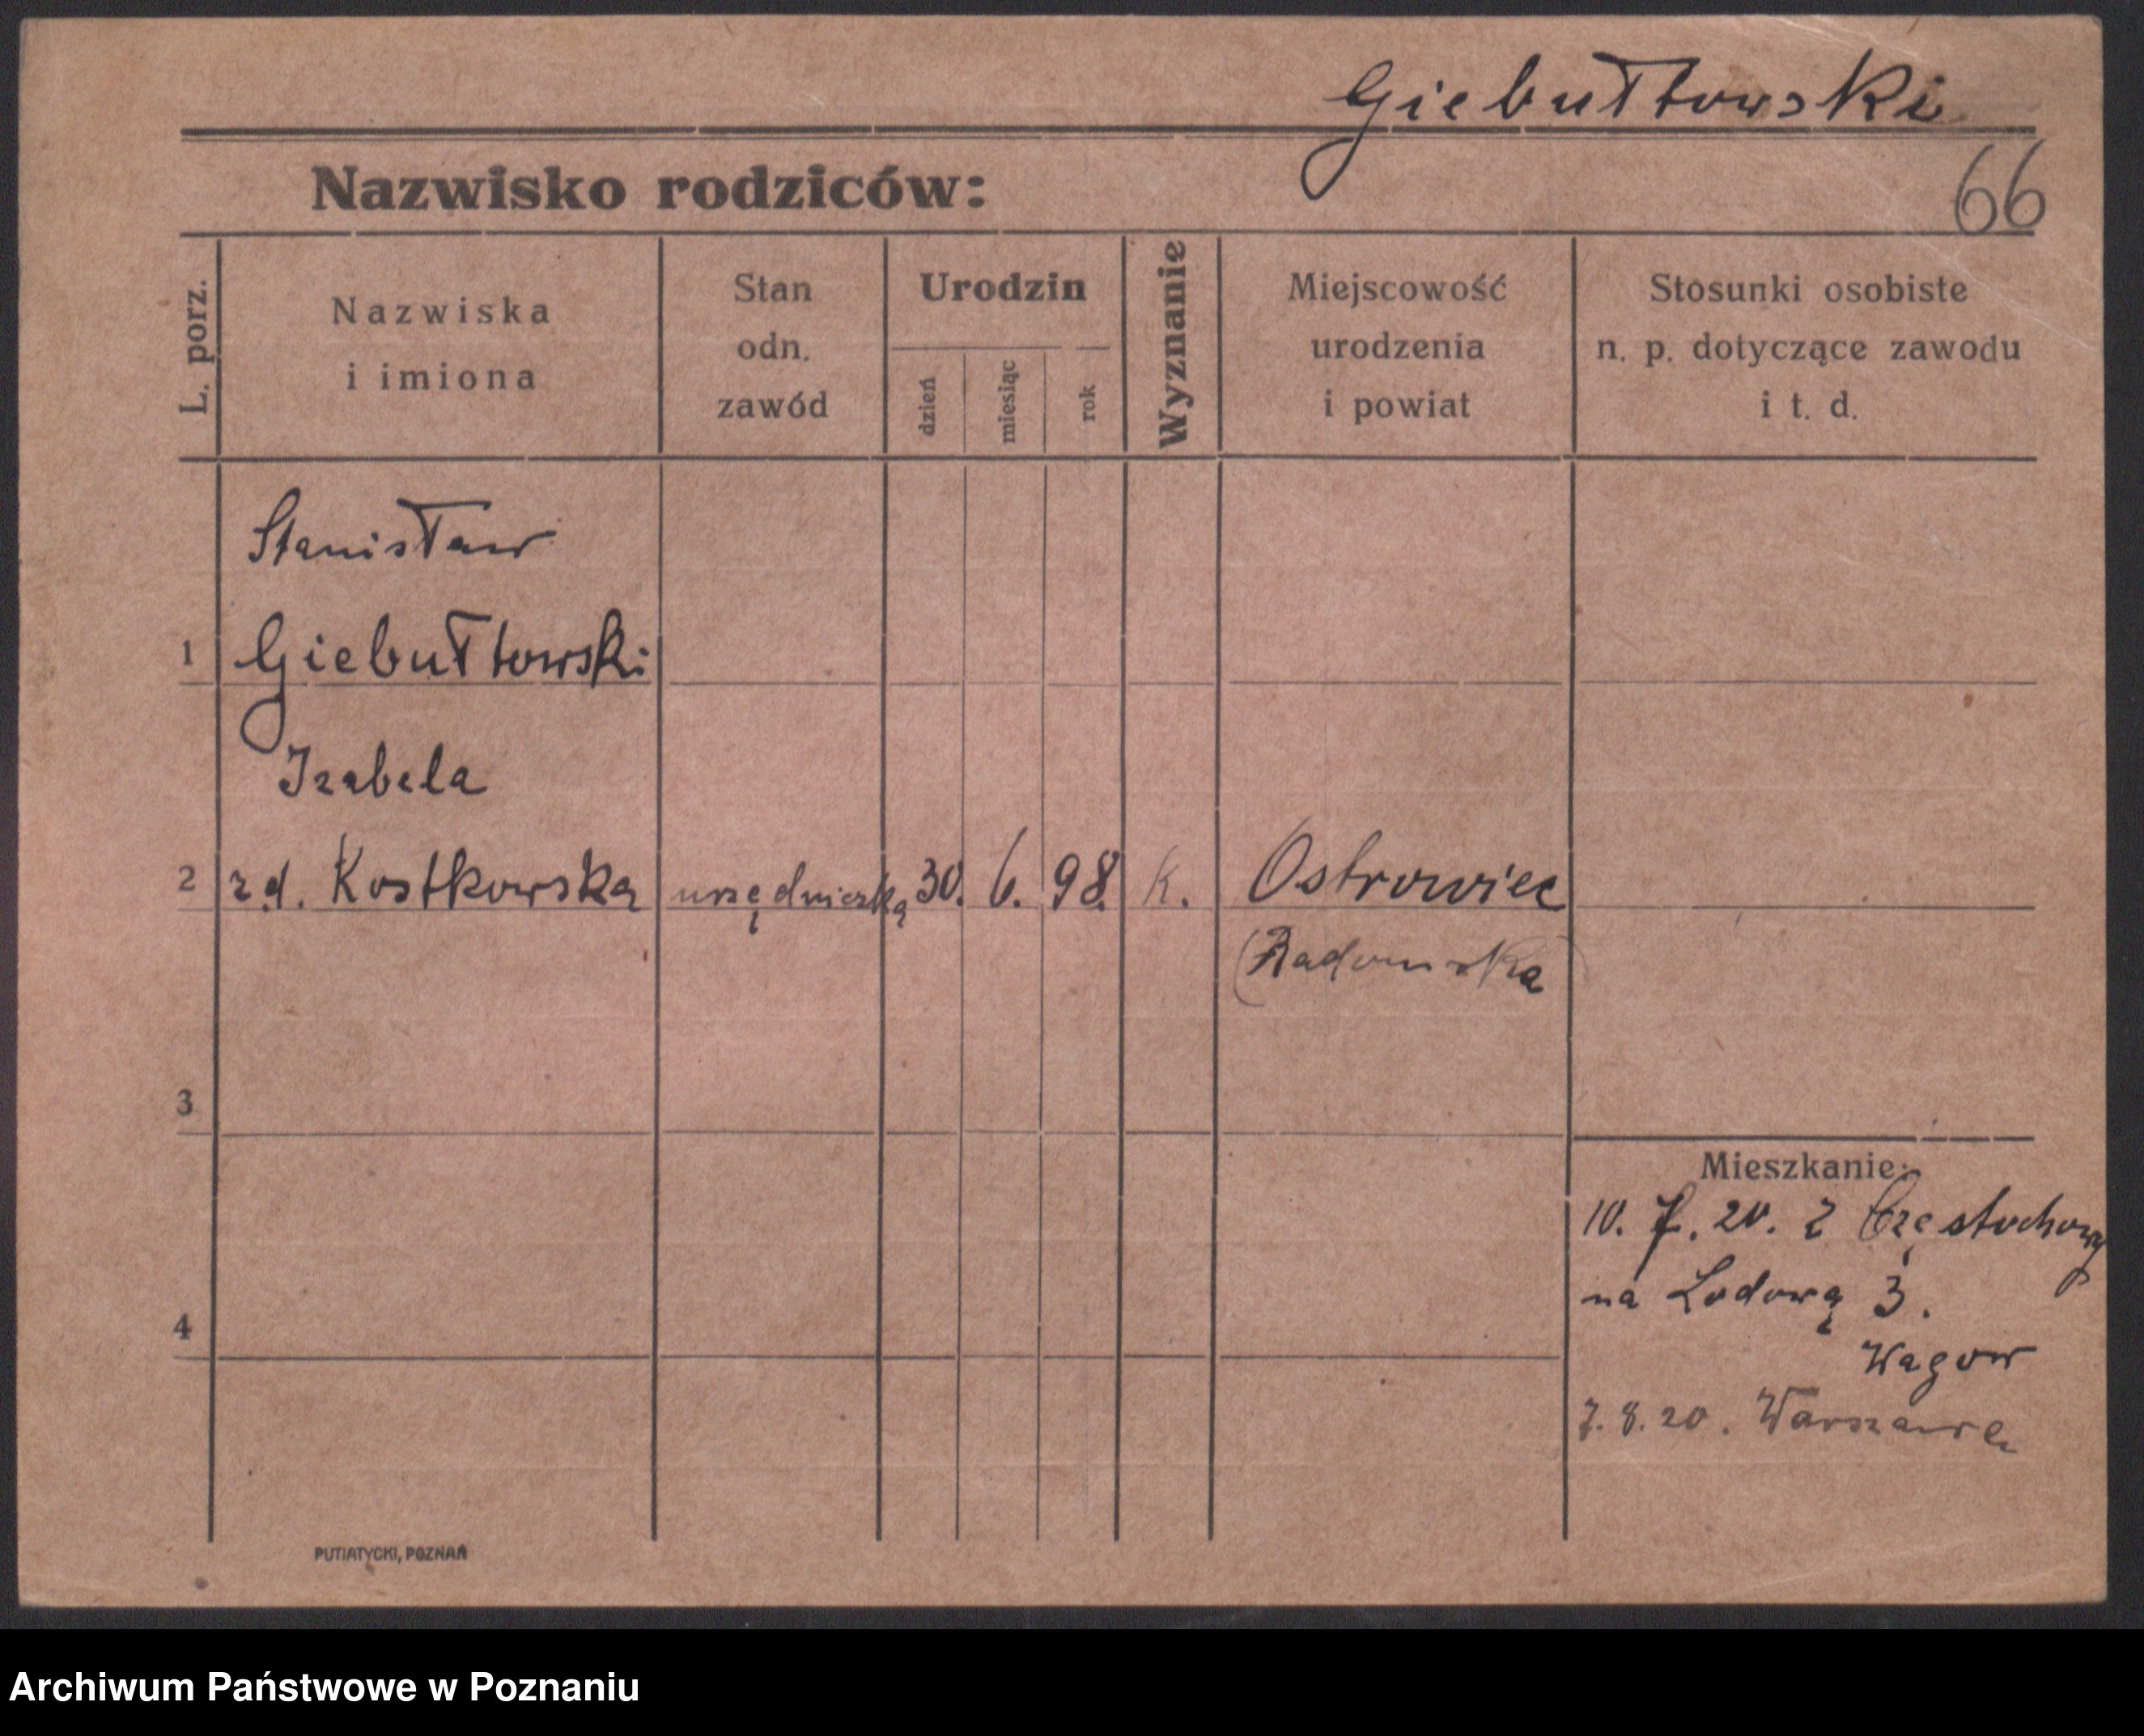 Giebułtowski
Nazwisko rodziców:
66
L. porz.
Nazwiska
i imiona
Stan
odn.
zawód
Urodzin
dzień
miesiąc
rok
Wyznanie
Miejscowość
urodzenia
i powiat
Stosunki osobiste
n. p. dotyczące zawodu
i t. d.
Stanisław
1 Giebułtowski
Izabela
2 zd. Kostkowska urzędniczka 30. 6. 98. k. Ostrowiec
(Radomska
3
Mieszkanie:
10. 7. 20. z Częstochowy
na Lodową 3.
4
Wagow
7. 8. 20. Warszawa
PUTIATYCKI, POZNAŃ
Archiwum Państwowe w Poznaniu